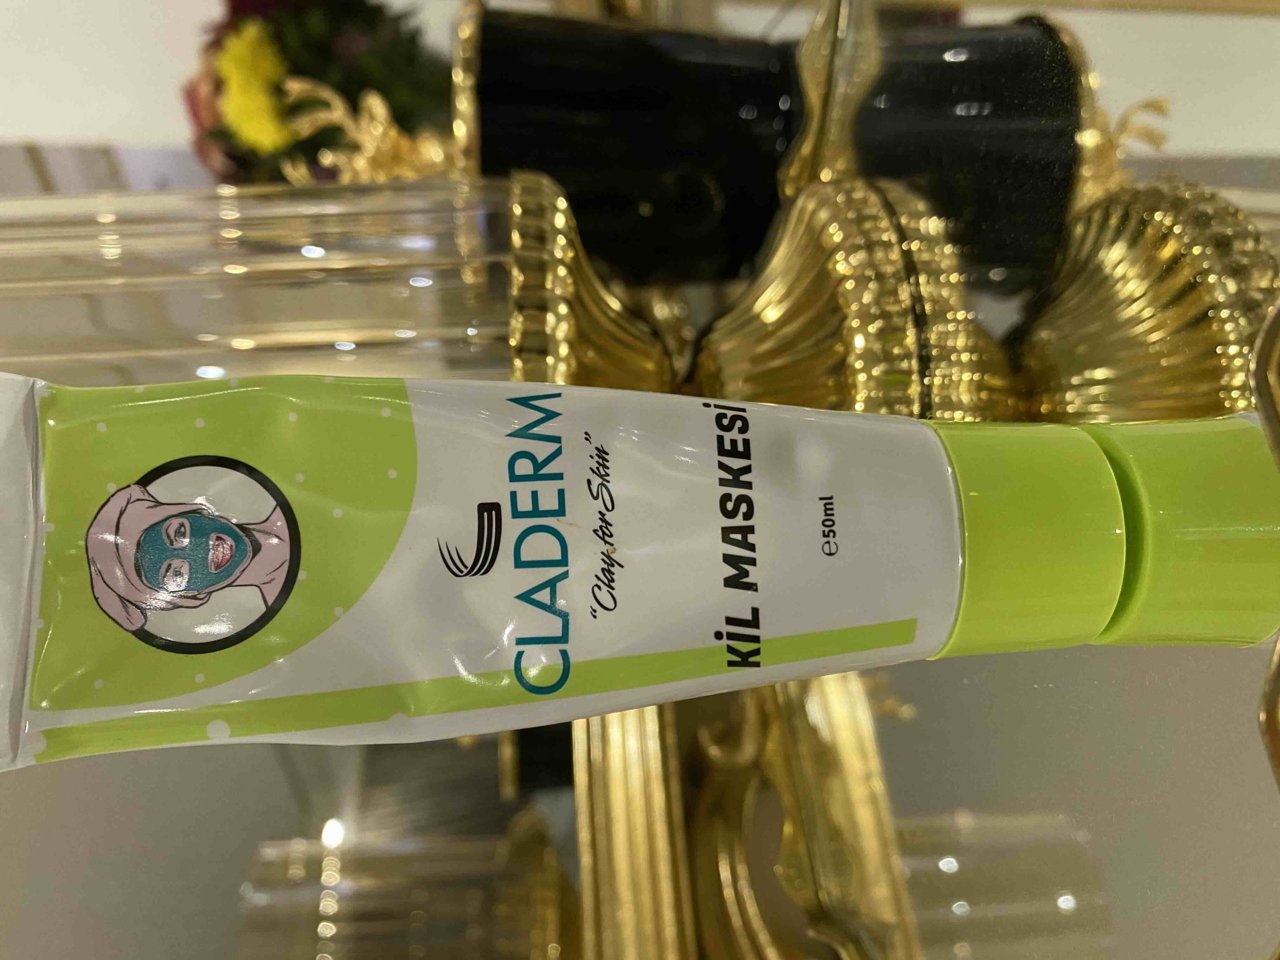 CLADERM
“Clay for Skin”
KİL MASKESİ
℮50ml